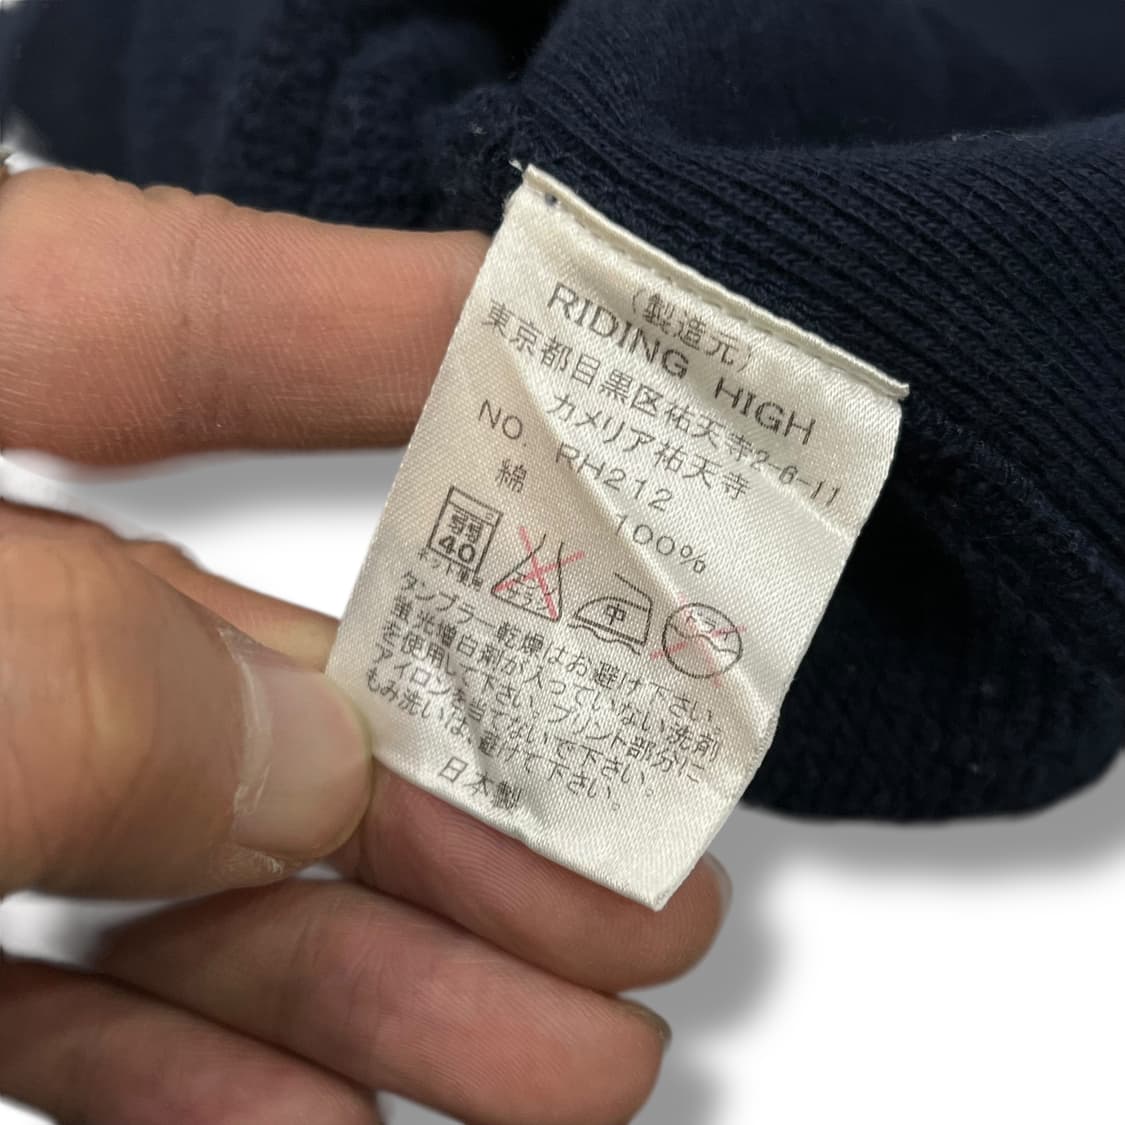 （製造元）
RIDING HIGH
東京都目黒区祐天寺2-6-11
カメリア祐天寺
NO. RH212
綿 100%
40
中
タンブラー乾燥はお避け下さい
蛍光増白剤が入っていない洗剤
を使用して下さい。プリント部分に
アイロンを当てないで下さい。
もみ洗いはお避けて下さい。
日本製